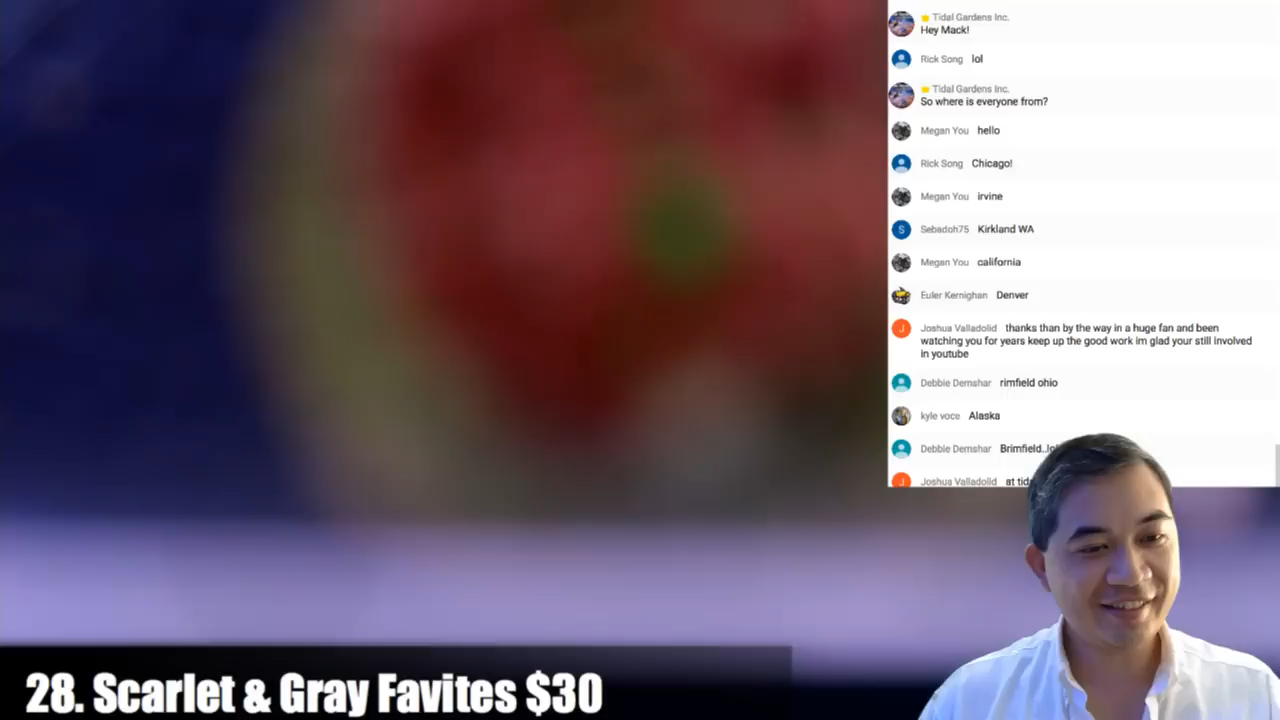 Tidal Gardens Inc.
Hey Mack!
Rick Song lol
Tidal Gardens Inc.
So where is everyone from?
Megan You hello
Rick Song Chicago!
Megan You irvine
S Sebadoh75 Kirkland WA
Megan You california
Euler Kernighan Denver
J Joshua Valladolid thanks than by the way in a huge fan and been
watching you for years keep up the good work im glad your still involved
in youtube
Debbie Demshar rimfield ohio
kyle voce Alaska
Debbie Demshar Brimfield..lo
J Joshua Valladolid at
28. Scarlet & Gray Favites $30